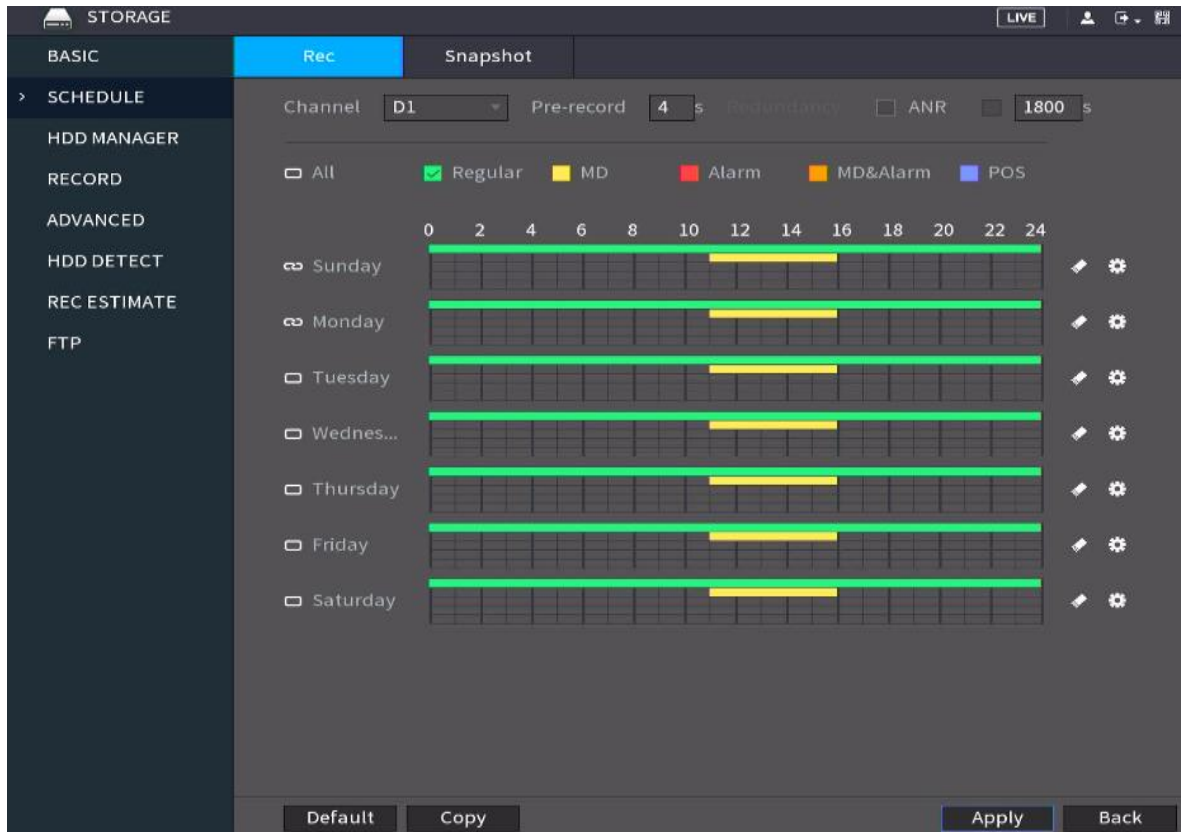 STORAGE LIVE
BASIC Rec Snapshot
SCHEDULE Channel D1 Pre-record 4 s Redundancy ANR 1800 s
HDD MANAGER
RECORD All Regular MD Alarm MD&Alarm POS
ADVANCED 0 2 4 6 8 10 12 14 16 18 20 22 24
HDD DETECT Sunday
REC ESTIMATE Monday
FTP
Tuesday
Wednes...
Thursday
Friday
Saturday
Default Copy Apply Back